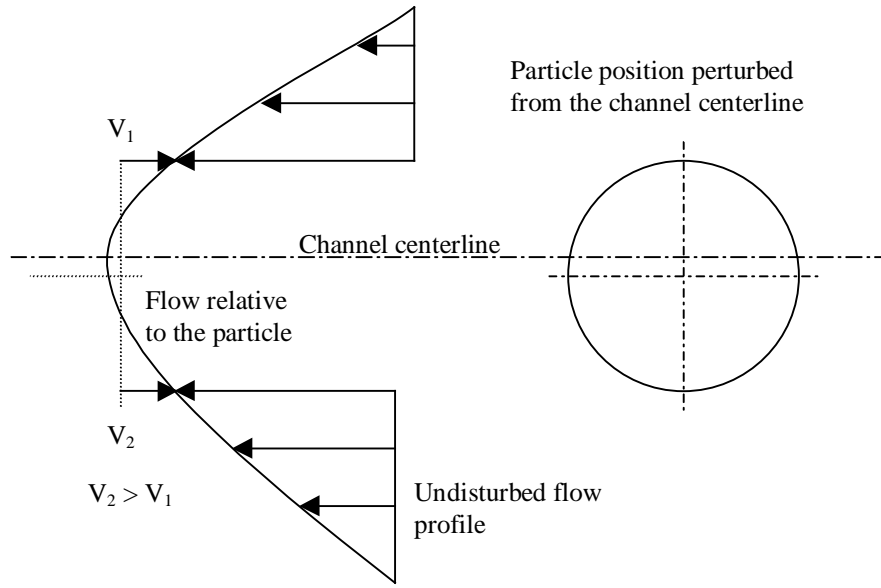 Particle position perturbed
from the channel centerline
V1
Channel centerline
Flow relative
to the particle
V2
V2 > V1
Undisturbed flow
profile